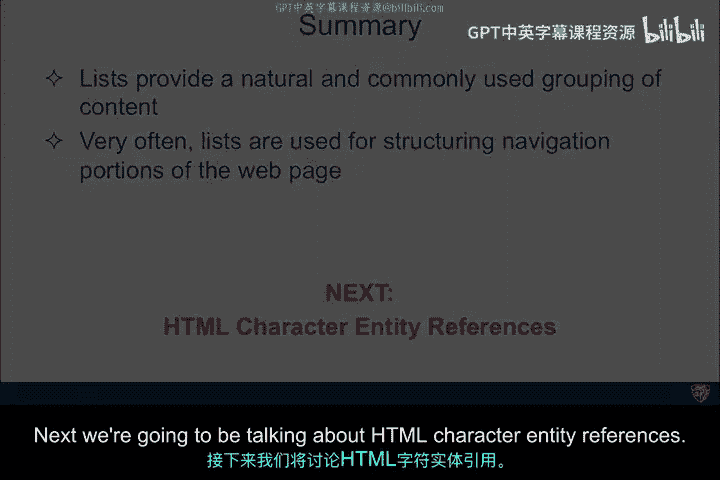 GPT中英字幕课程资源@bilibili.com
Summary
GPT中英字幕课程资源 bilibili
✧ Lists provide a natural and commonly used grouping of
content
✧ Very often, lists are used for structuring navigation
portions of the web page
NEXT:
HTML Character Entity References
Next we're going to be talking about HTML character entity references.
接下来我们将讨论HTML字符实体引用。